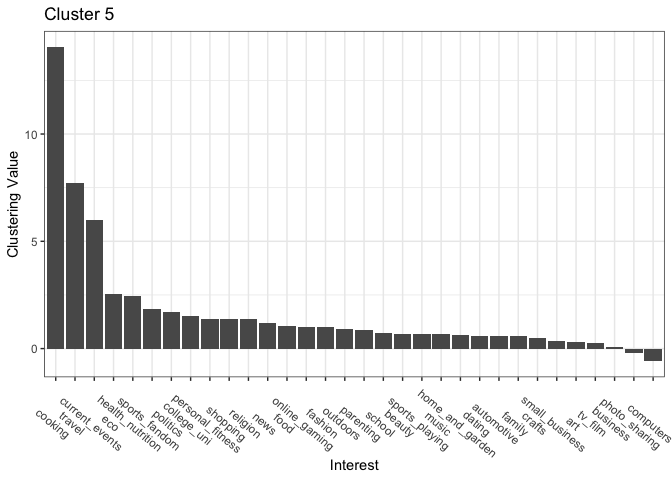 Cluster 5
Clustering Value
10
5
0
cooking
travel
current_events
eco
health_nutrition
sports_fandom
politics
college_uni
personal_fitness
shopping
religion
news
food
online_gaming
fashion
outdoors
parenting
school
beauty
sports_playing
music
home_and_garden
dating
automotive
family
crafts
small_business
art
tv_film
business
photo_sharing
computers
Interest